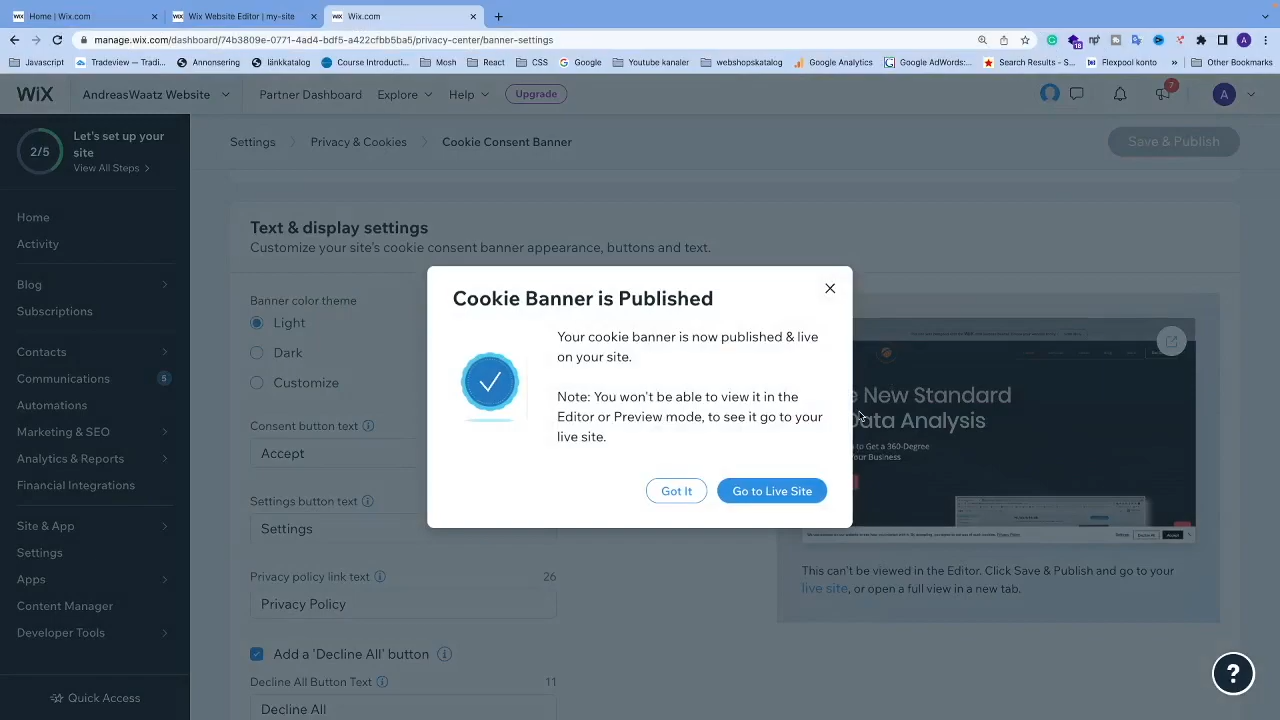 Home | Wix.com
Wix Website Editor | my-site
Wix.com
manage.wix.com/dashboard/74b3809e-0771-4ad4-bdf5-a422cfbb5ba5/privacy-center/banner-settings
18
A
Javascript
Tradeview – Tradi...
Annonsering
länkkatalog
Course Introducti...
Mosh
React
CSS
Google
Youtube kanaler
webshopskatalog
Google Analytics
Google AdWords:...
Search Results - S...
Flexpool konto
»
Other Bookmarks
WiX
AndreasWaatz Website
Partner Dashboard
Explore
Help
Upgrade
7
A
2/5
Let's set up your
site
View All Steps
Settings
Privacy & Cookies
Cookie Consent Banner
Save & Publish
Home
Activity
Blog
Subscriptions
Contacts
Communications
5
Automations
Marketing & SEO
Analytics & Reports
Financial Integrations
Site & App
Settings
Apps
Content Manager
Developer Tools
Quick Access
Text & display settings
Customize your site's cookie consent banner appearance, buttons and text.
Banner color theme
Light
Dark
Customize
Consent button text
Accept
Settings button text
Settings
Privacy policy link text
26
Privacy Policy
Add a 'Decline All' button
Decline All Button Text
11
Decline All
Cookie Banner is Published
Your cookie banner is now published & live
on your site.
Note: You won't be able to view it in the
Editor or Preview mode, to see it go to your
live site.
Got It
Go to Live Site
New Standard
Data Analysis
to Get a 360-Degree
Your Business
Privacy Policy
Settings
Decline All
Accept
This can't be viewed in the Editor. Click Save & Publish and go to your
live site, or open a full view in a new tab.
?